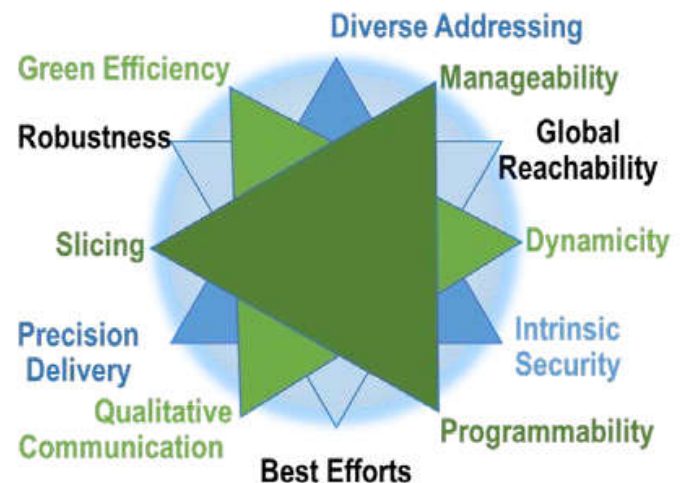 Diverse Addressing
Green Efficiency
Manageability
Robustness
Global
Reachability
Slicing
Dynamicity
Precision
Delivery
Intrinsic
Security
Qualitative
Communication
Programmability
Best Efforts